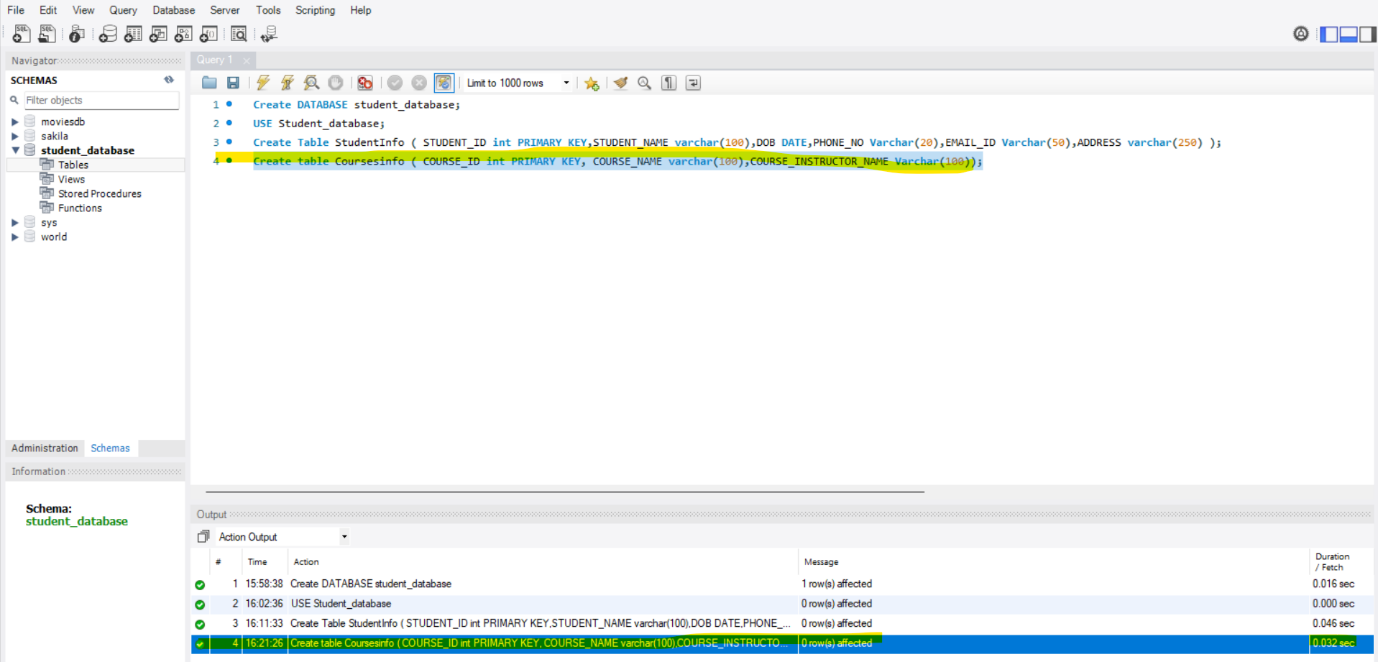 File Edit View Query Database Server Tools Scripting Help
Navigator
SCHEMAS
Filter objects
moviesdb
sakila
student_database
Tables
Views
Stored Procedures
Functions
sys
world
Administration Schemas
Information
Schema:
student_database
Query 1
Limit to 1000 rows
1 Create DATABASE student_database;
2 USE Student_database;
3 Create Table StudentInfo ( STUDENT_ID int PRIMARY KEY,STUDENT_NAME varchar(100),DOB DATE,PHONE_NO Varchar(20),EMAIL_ID Varchar(50),ADDRESS varchar(250) );
4 Create table Coursesinfo ( COURSE_ID int PRIMARY KEY, COURSE_NAME varchar(100),COURSE_INSTRUCTOR_NAME Varchar(100));
Output
Action Output
# Time Action Message Duration / Fetch
1 15:58:38 Create DATABASE student_database 1 row(s) affected 0.016 sec
2 16:02:36 USE Student_database 0 row(s) affected 0.000 sec
3 16:11:33 Create Table StudentInfo ( STUDENT_ID int PRIMARY KEY,STUDENT_NAME varchar(100),DOB DATE,PHONE_... 0 row(s) affected 0.046 sec
4 16:21:26 Create table Coursesinfo ( COURSE_ID int PRIMARY KEY, COURSE_NAME varchar(100),COURSE_INSTRUCTO... 0 row(s) affected 0.032 sec